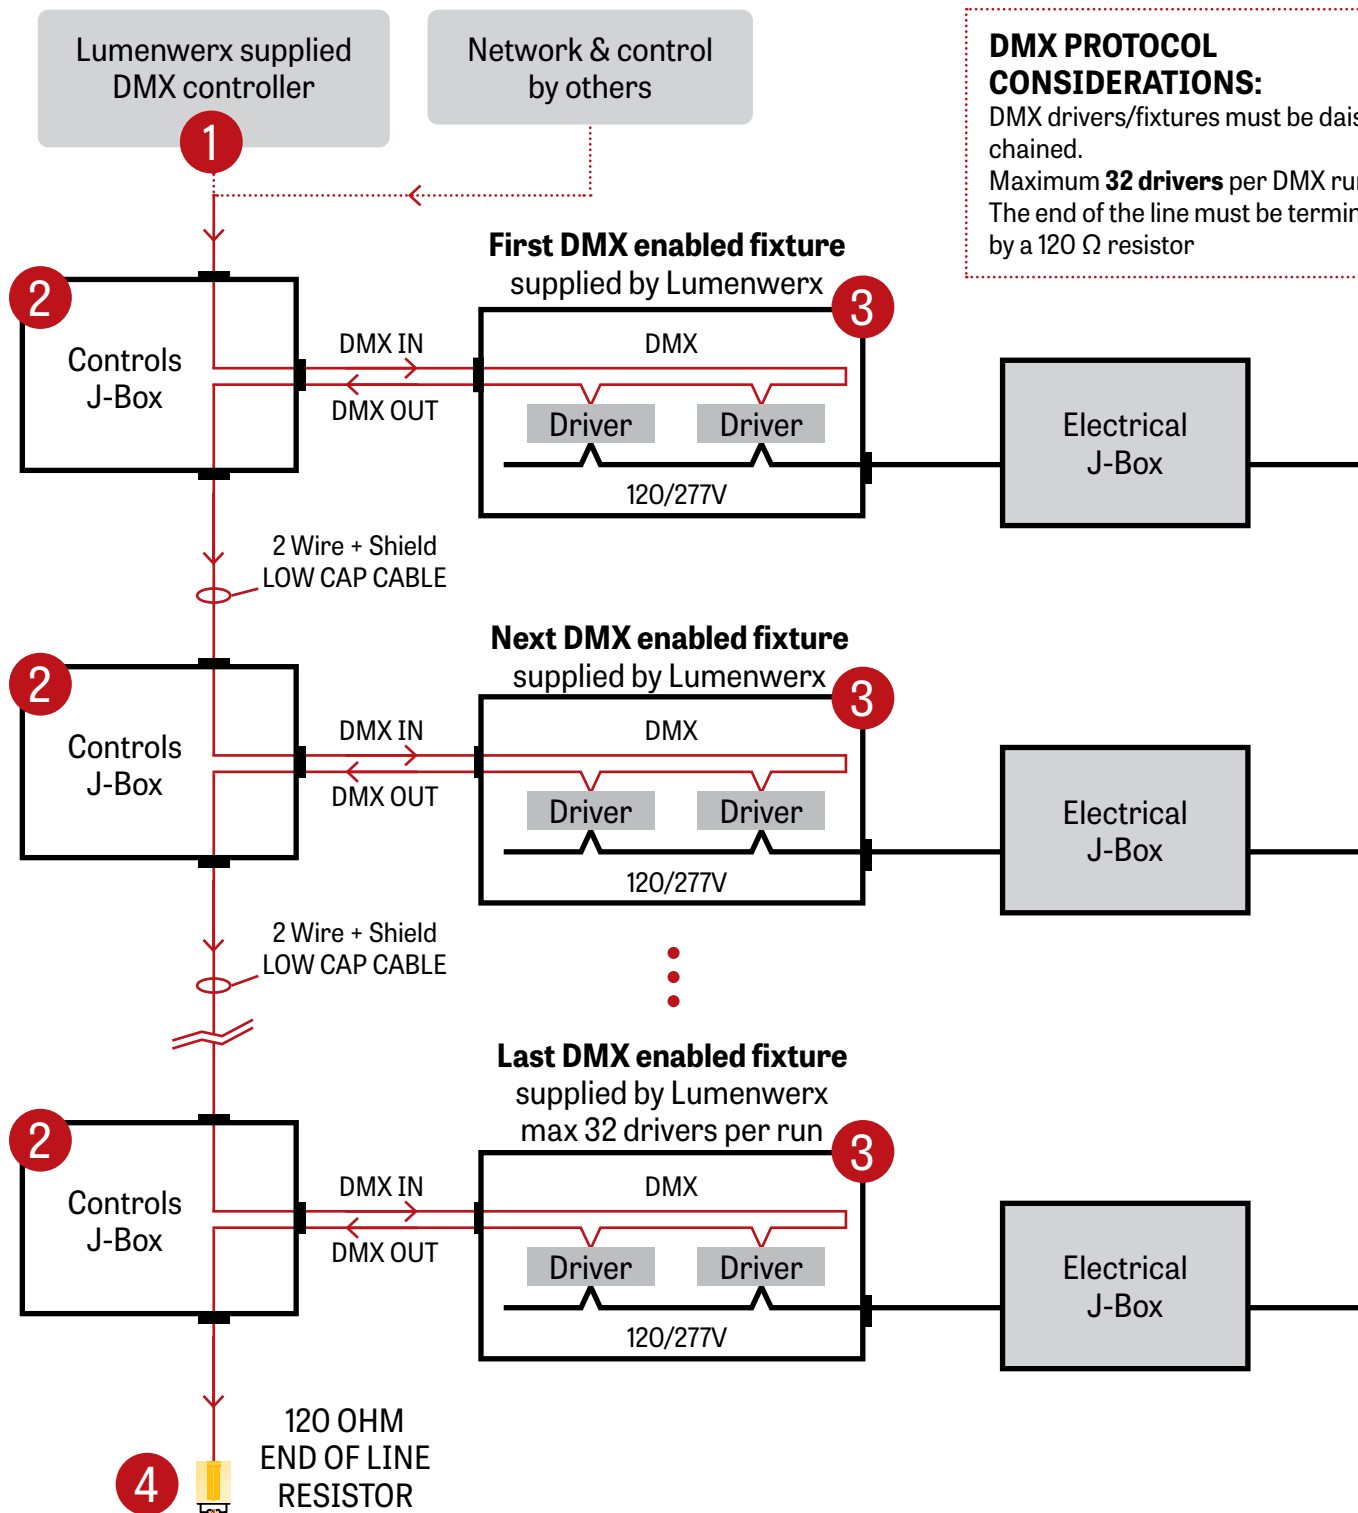 Lumenwerx supplied
DMX controller
1
Network & control
by others
DMX PROTOCOL
CONSIDERATIONS:
DMX drivers/fixtures must be dais
chained.
Maximum 32 drivers per DMX ru
The end of the line must be termin
by a 120 Ω resistor
First DMX enabled fixture
supplied by Lumenwerx
2
Controls
J-Box
DMX IN
DMX OUT
3
DMX
Driver
Driver
120/277V
Electrical
J-Box
2 Wire + Shield
LOW CAP CABLE
Next DMX enabled fixture
supplied by Lumenwerx
2
Controls
J-Box
DMX IN
DMX OUT
3
DMX
Driver
Driver
120/277V
Electrical
J-Box
2 Wire + Shield
LOW CAP CABLE
Last DMX enabled fixture
supplied by Lumenwerx
max 32 drivers per run
2
Controls
J-Box
DMX IN
DMX OUT
3
DMX
Driver
Driver
120/277V
Electrical
J-Box
4
120 OHM
END OF LINE
RESISTOR